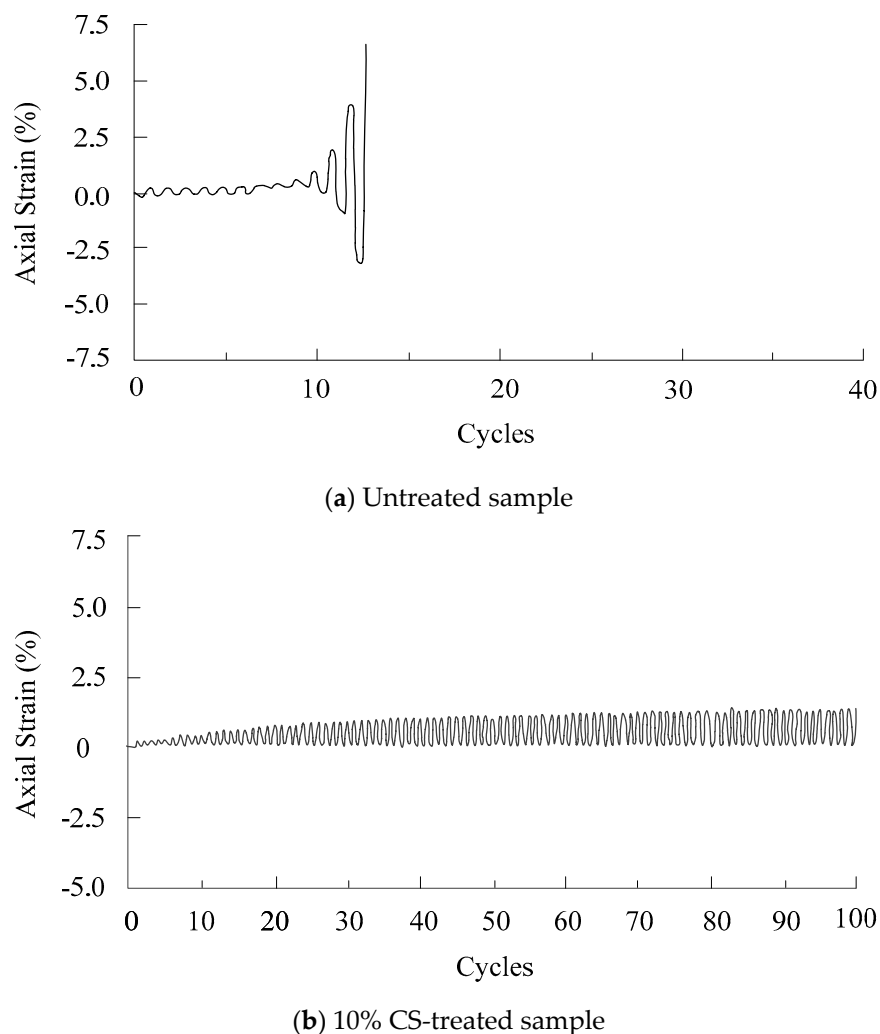 7.5
5.0
2.5
0.0
-2.5
-5.0
-7.5
Axial Strain (%)
0 10 20 30 40
Cycles
(a) Untreated sample
7.5
5.0
2.5
0
-2.5
-5.0
Axial Strain (%)
0 10 20 30 40 50 60 70 80 90 100
Cycles
(b) 10% CS-treated sample